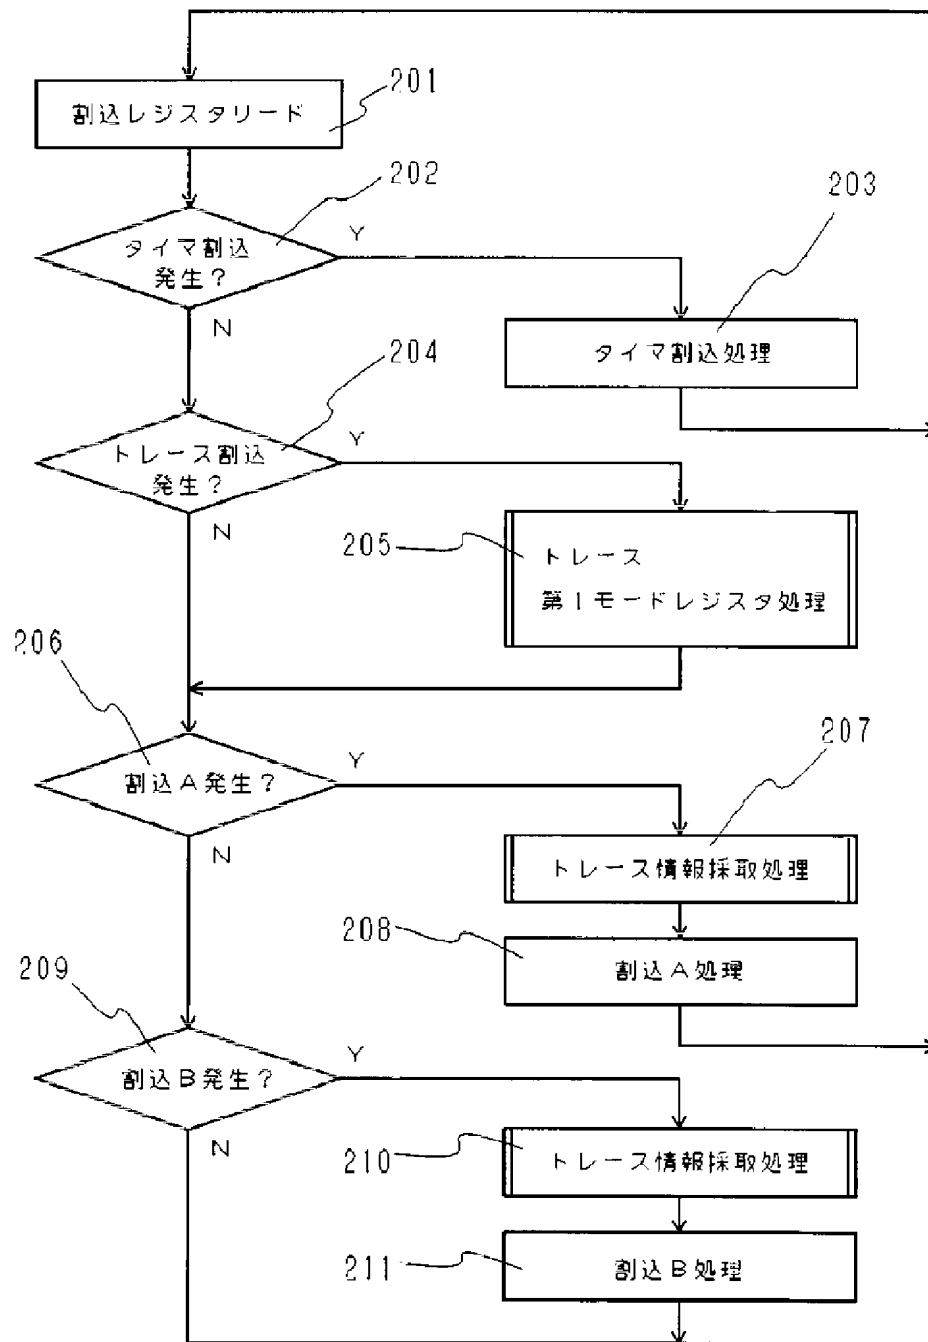 201
割込レジスタリード
202
タイマ割込
発生?
Y
N
203
タイマ割込処理
204
トレース割込
発生?
Y
N
205
トレース
第1モードレジスタ処理
206
割込A発生?
Y
N
207
トレース情報採取処理
208
割込A処理
209
割込B発生?
Y
N
210
トレース情報採取処理
211
割込B処理